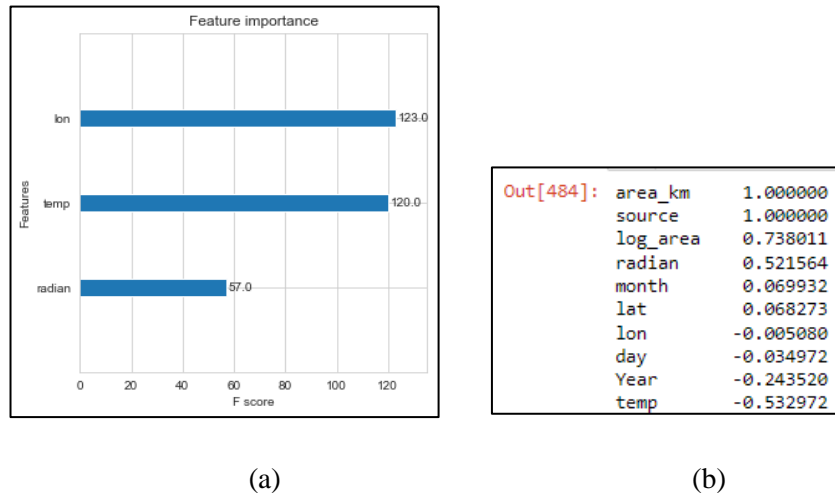 Feature importance
lon
123.0
temp
120.0
radian
57.0
Features
0 20 40 60 80 100 120
F score
Out[484]: area_km 1.000000
source 1.000000
log_area 0.738011
radian 0.521564
month 0.069932
lat 0.068273
lon -0.005080
day -0.034972
Year -0.243520
temp -0.532972
(a)
(b)